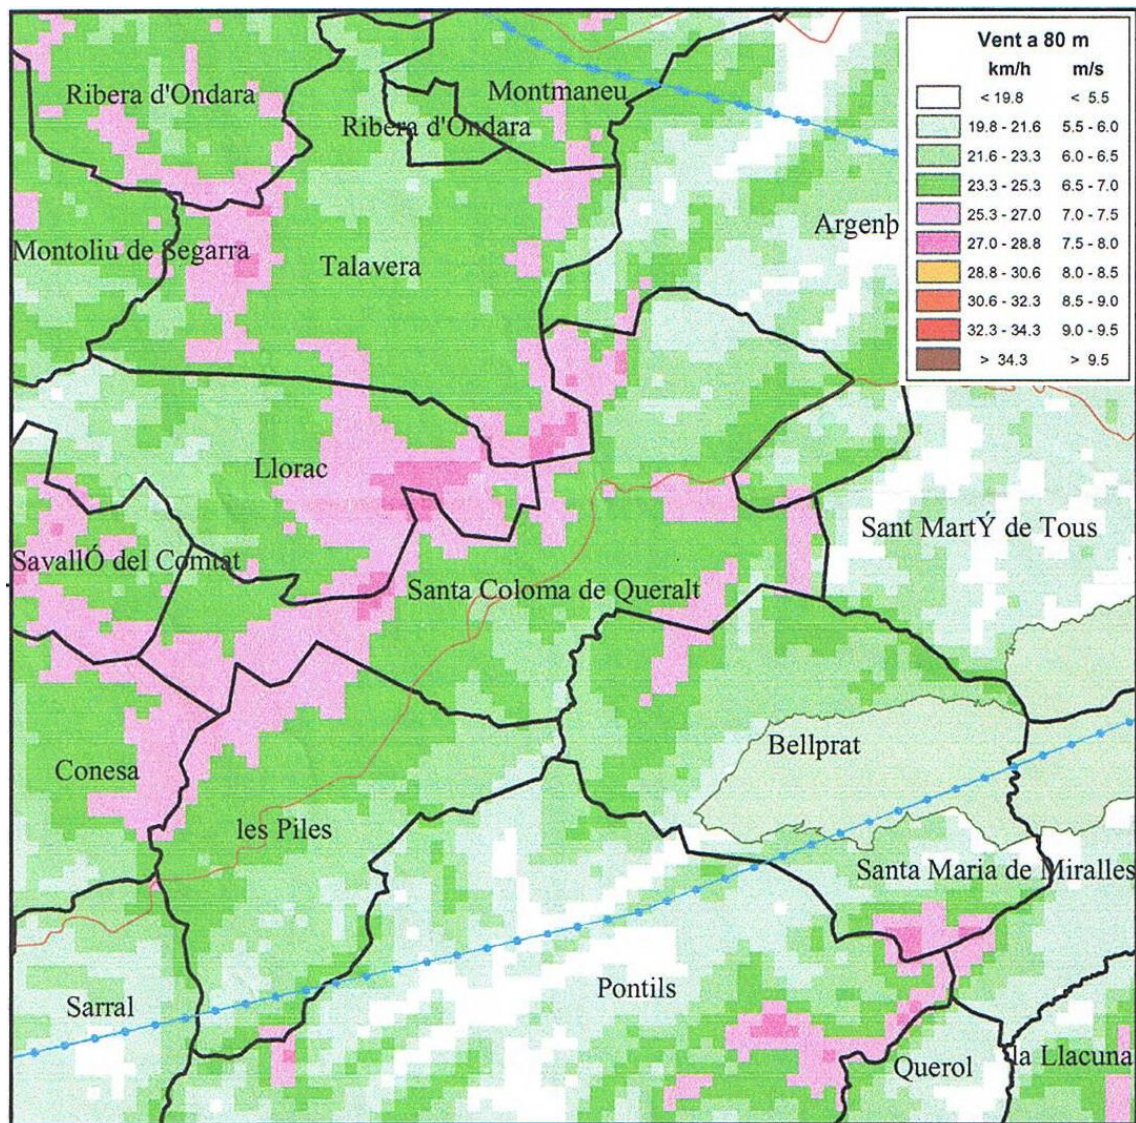 Vent a 80 m
km/h m/s
< 19.8 < 5.5
19.8 - 21.6 5.5 - 6.0
21.6 - 23.3 6.0 - 6.5
23.3 - 25.3 6.5 - 7.0
25.3 - 27.0 7.0 - 7.5
27.0 - 28.8 7.5 - 8.0
28.8 - 30.6 8.0 - 8.5
30.6 - 32.3 8.5 - 9.0
32.3 - 34.3 9.0 - 9.5
> 34.3 > 9.5
Ribera d'Ondara
Montmaneu
Ribera d'Ondara
Argenþ
Montoliu de Segarra
Talavera
Llorac
Sant MartÝ de Tous
SavallÓ del Comtat
Santa Coloma de Queralt
Bellprat
Conesa
les Piles
Santa Maria de Miralles
Pontils
Sarral
Querol
la Llacuna